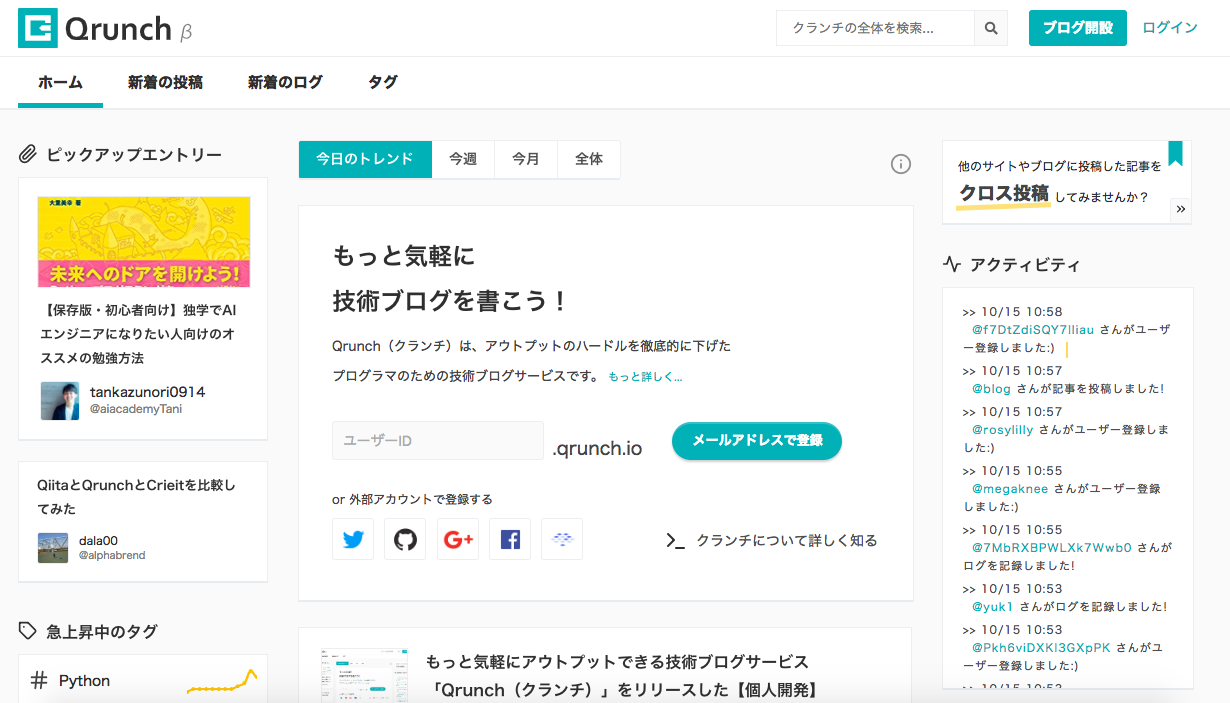 Qrunch β
クランチの全体を検索...
ブログ開設
ログイン
ホーム
新着の投稿
新着のログ
タグ
ピックアップエントリー
大重美幸 著
未来へのドアを開けよう!
【保存版・初心者向け】独学でAI
エンジニアになりたい人向けのオ
ススメの勉強方法
tankazunori0914
@aiacademyTani
QiitaとQrunchとCrieitを比較し
てみた
dala00
@alphabrend
急上昇中のタグ
# Python
今日のトレンド
今週
今月
全体
もっと気軽に
技術ブログを書こう！
Qrunch（クランチ）は、アウトプットのハードルを徹底的に下げた
プログラマのための技術ブログサービスです。 もっと詳しく...
ユーザーID
.qrunch.io
メールアドレスで登録
or 外部アカウントで登録する
G+
>_ クランチについて詳しく知る
もっと気軽にアウトプットできる技術ブログサービス
「Qrunch（クランチ）」をリリースした【個人開発】
他のサイトやブログに投稿した記事を
クロス投稿 してみませんか？
»
アクティビティ
>> 10/15 10:58
@f7DtZdiSQY7lliau さんがユーザ
ー登録しました:)
>> 10/15 10:57
@blog さんが記事を投稿しました!
>> 10/15 10:57
@rosylilly さんがユーザー登録しま
した:)
>> 10/15 10:55
@megaknee さんがユーザー登録
しました:)
>> 10/15 10:55
@7MbRXBPWLXk7Wwb0 さんが
ログを記録しました!
>> 10/15 10:53
@yuk1 さんがログを記録しました!
>> 10/15 10:53
@Pkh6viDXKl3GXpPK さんがユ
ーザー登録しました:)